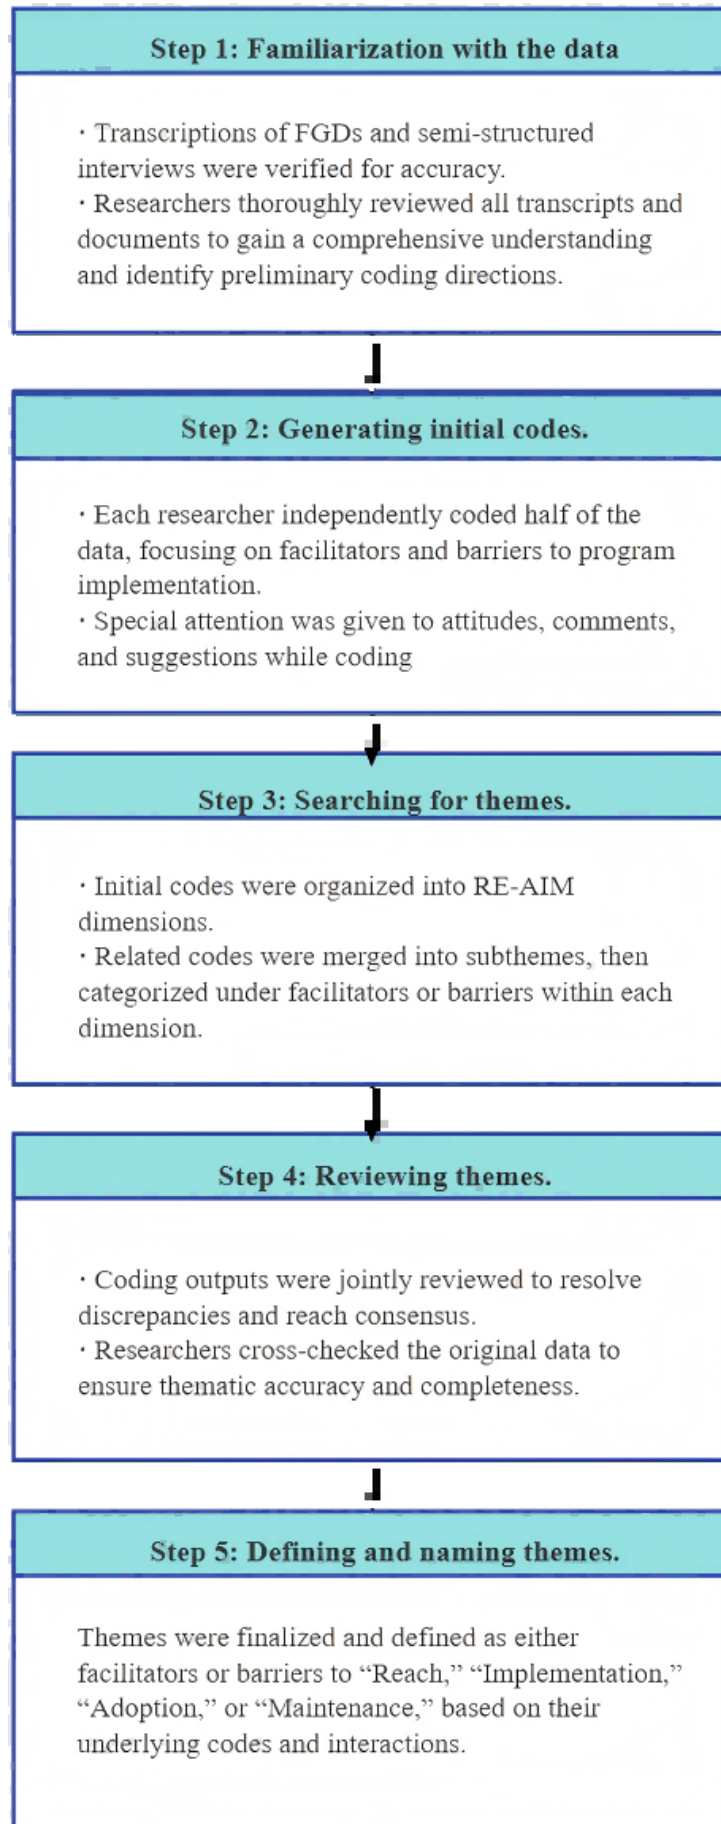 Step 1: Familiarization with the data
· Transcriptions of FGDs and semi-structured
interviews were verified for accuracy.
· Researchers thoroughly reviewed all transcripts and
documents to gain a comprehensive understanding
and identify preliminary coding directions.
Step 2: Generating initial codes.
· Each researcher independently coded half of the
data, focusing on facilitators and barriers to program
implementation.
· Special attention was given to attitudes, comments,
and suggestions while coding
Step 3: Searching for themes.
· Initial codes were organized into RE-AIM
dimensions.
· Related codes were merged into subthemes, then
categorized under facilitators or barriers within each
dimension.
Step 4: Reviewing themes.
· Coding outputs were jointly reviewed to resolve
discrepancies and reach consensus.
· Researchers cross-checked the original data to
ensure thematic accuracy and completeness.
Step 5: Defining and naming themes.
Themes were finalized and defined as either
facilitators or barriers to “Reach,” “Implementation,”
“Adoption,” or “Maintenance,” based on their
underlying codes and interactions.